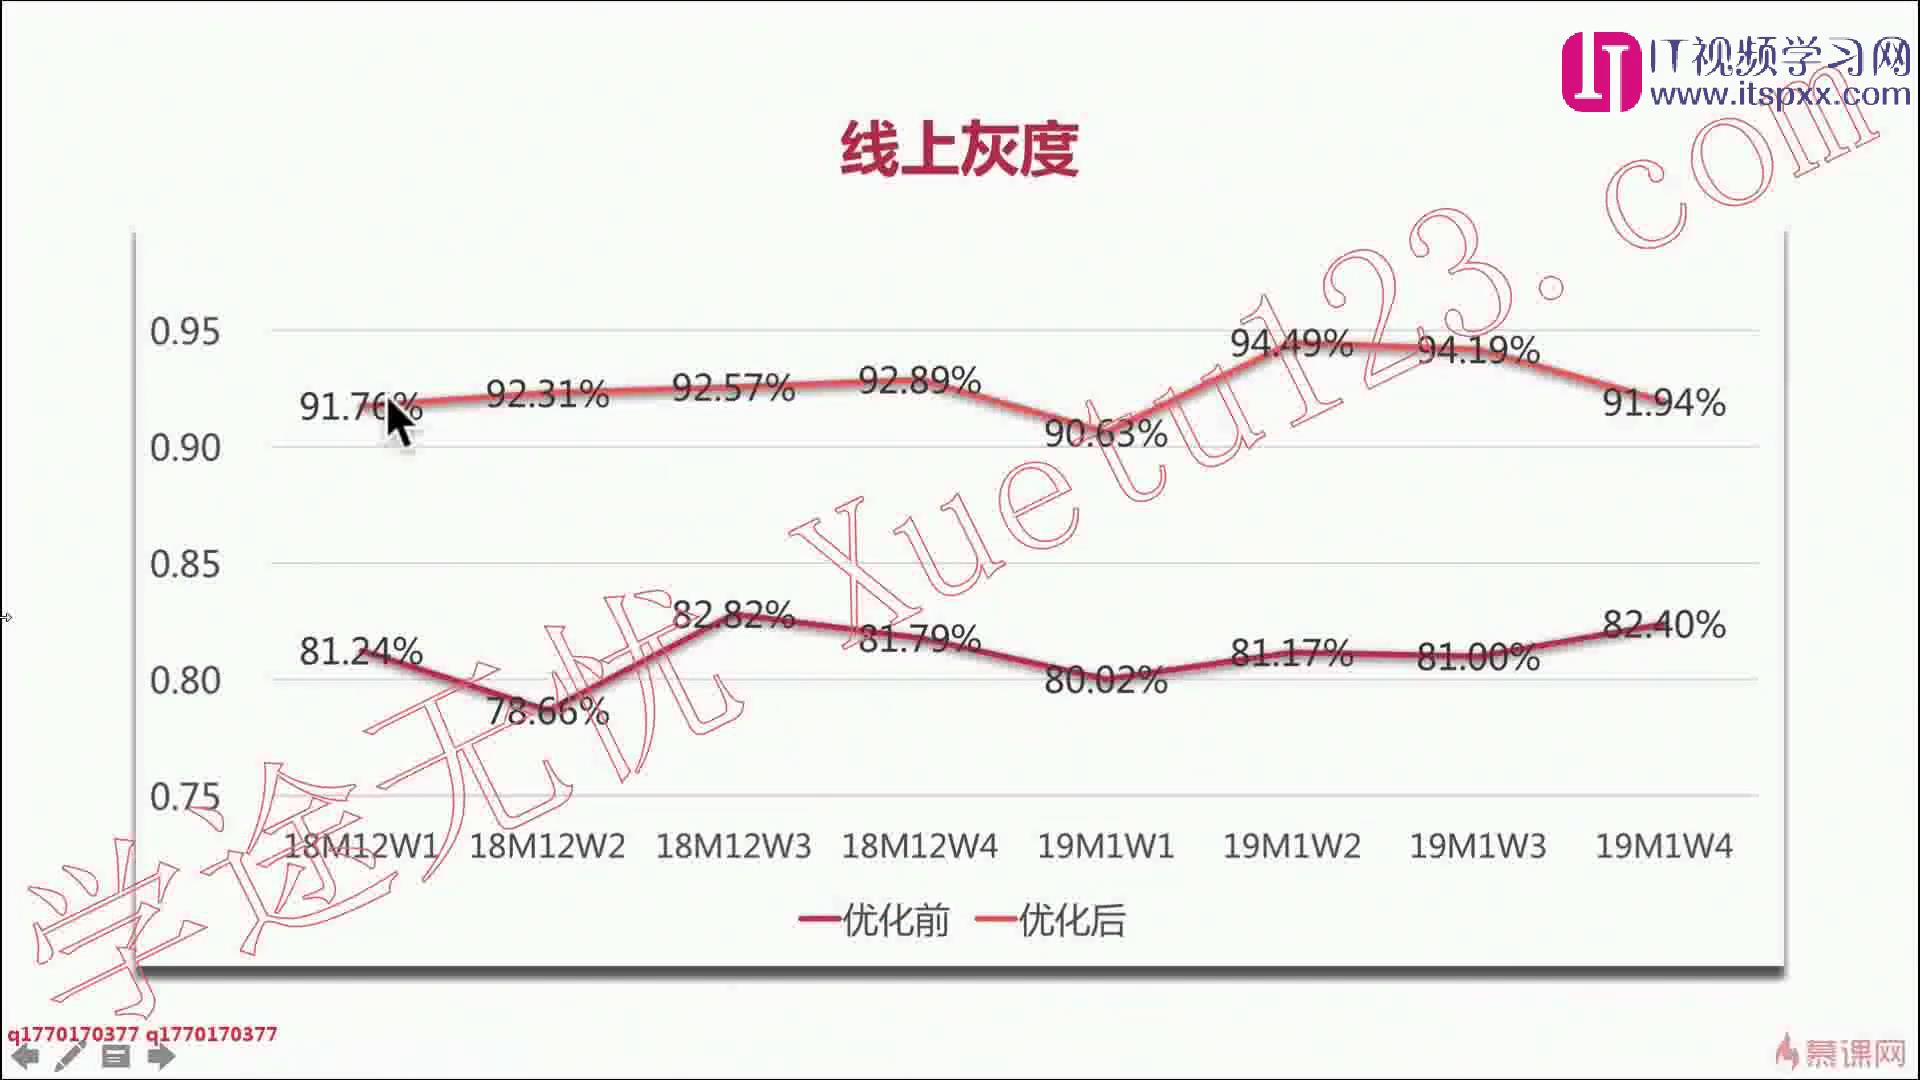 IT视频学习网
www.itspxx.com
线上灰度
学途无忧 Xuetu123.com
0.95
0.90
0.85
0.80
0.75
91.76% 92.31% 92.57% 92.89% 90.63% 94.49% 94.19% 91.94%
81.24% 78.66% 82.82% 81.79% 80.02% 81.17% 81.00% 82.40%
18M12W1 18M12W2 18M12W3 18M12W4 19M1W1 19M1W2 19M1W3 19M1W4
优化前 优化后
q1770170377 q1770170377
慕课网